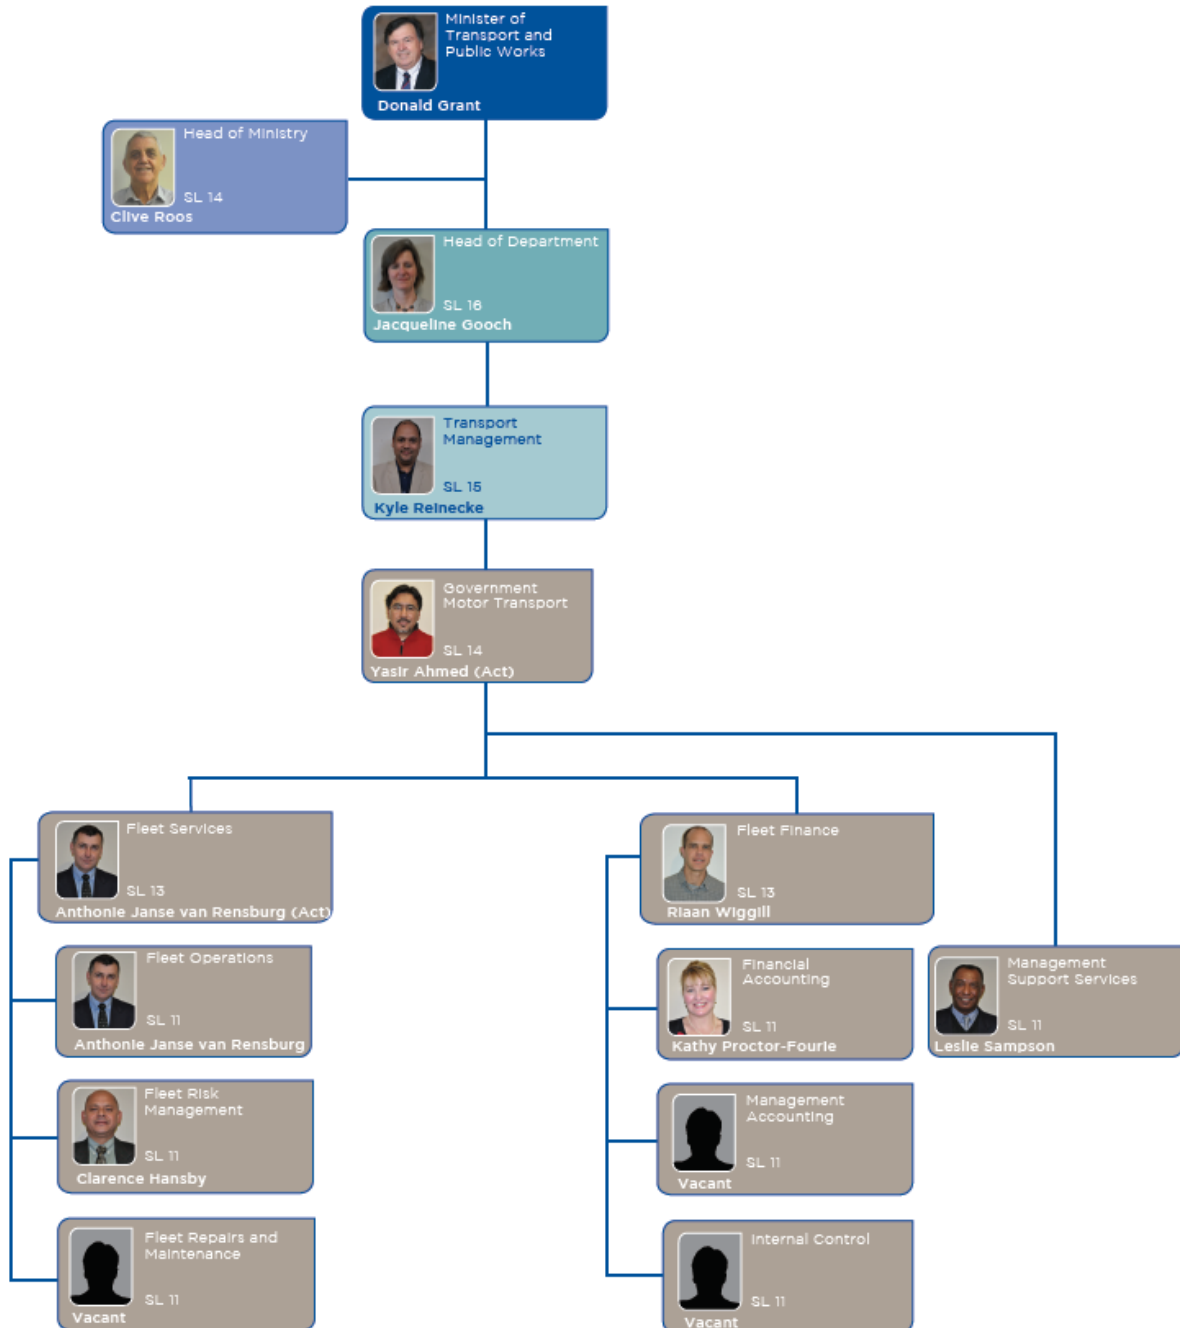 Minister of
Transport and
Public Works
Donald Grant
Head of Ministry
SL 14
Clive Roos
Head of Department
SL 16
Jacqueline Gooch
Transport
Management
SL 15
Kyle Reinecke
Government
Motor Transport
SL 14
Yasir Ahmed (Act)
Fleet Services
SL 13
Anthonie Janse van Rensburg (Act)
Fleet Operations
SL 11
Anthonie Janse van Rensburg
Fleet Risk
Management
SL 11
Clarence Hansby
Fleet Repairs and
Maintenance
SL 11
Vacant
Fleet Finance
SL 13
Riaan Wiggill
Financial
Accounting
SL 11
Kathy Proctor-Fourie
Management
Accounting
SL 11
Vacant
Internal Control
SL 11
Vacant
Management
Support Services
SL 11
Leslie Sampson